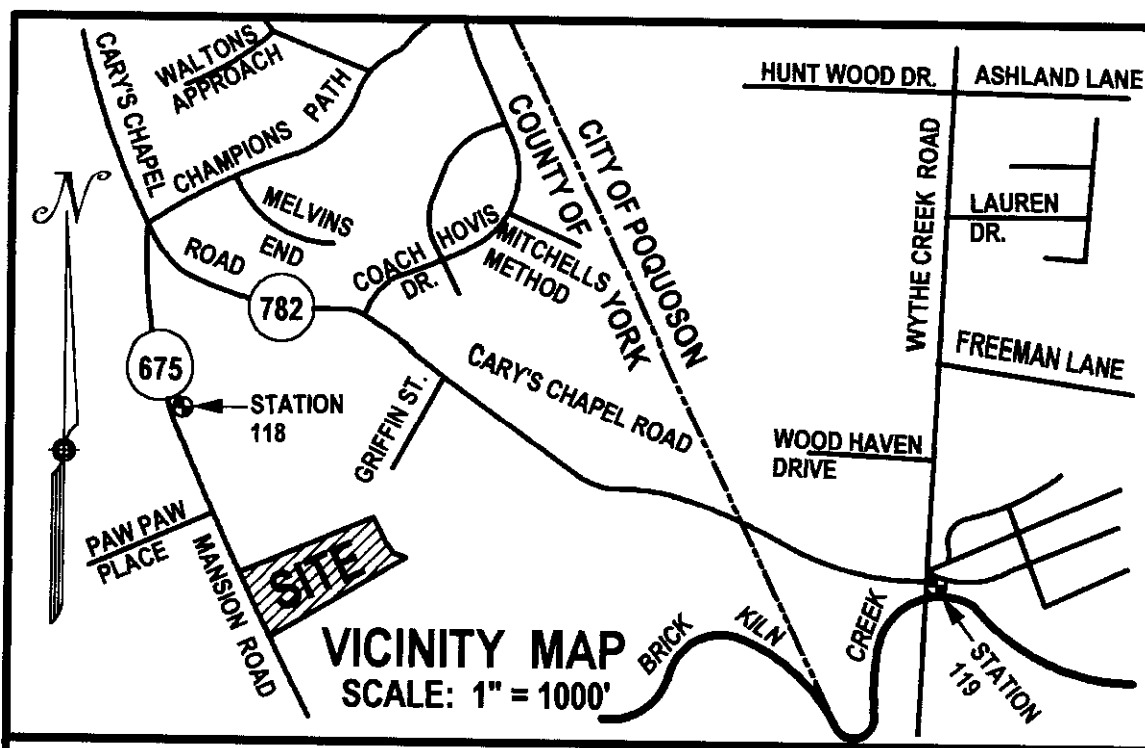 CARY'S CHAPEL
WALTONS
APPROACH
CHAMPIONS PATH
MELVINS
END
ROAD
782
675
N
STATION
118
COACH HOVIS
DR.
MITCHELLS
METHOD
COUNTY OF YORK
CITY OF POQUOSON
HUNT WOOD DR.
ASHLAND LANE
WYTHE CREEK ROAD
LAUREN
DR.
FREEMAN LANE
WOOD HAVEN
DRIVE
CARY'S CHAPEL ROAD
GRIFFIN ST.
PAW PAW
PLACE
MANSION ROAD
SITE
VICINITY MAP
SCALE: 1" = 1000'
BRICK KILN CREEK
STATION
119